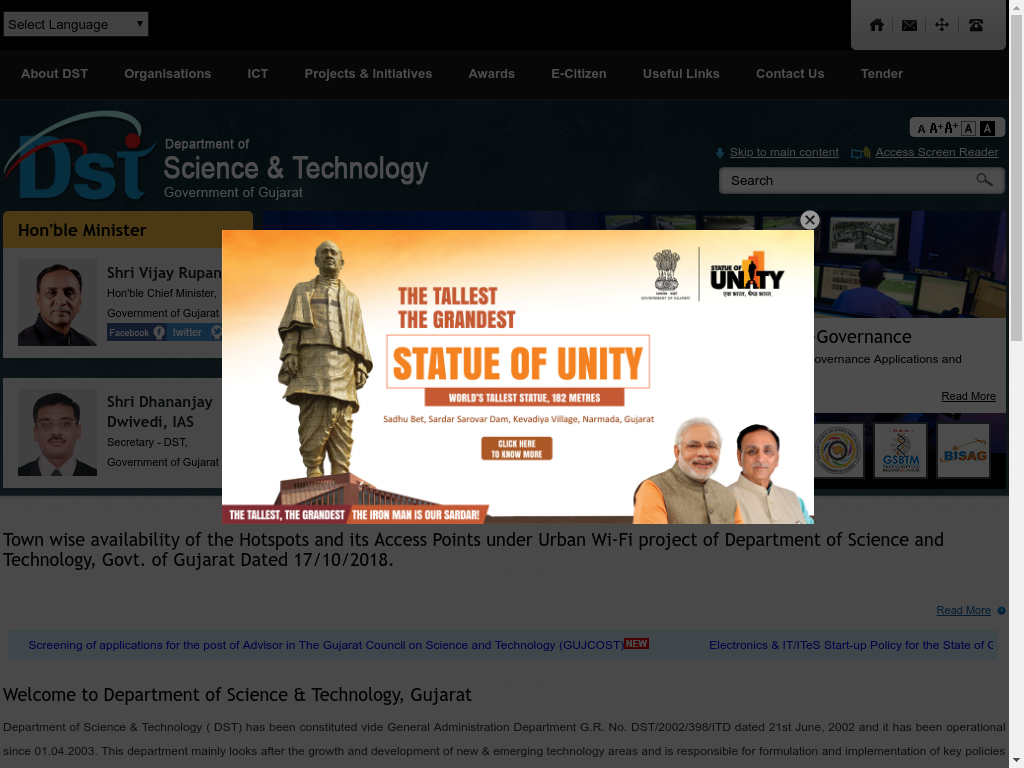 Select Language
About DST
Organisations
ICT
Projects & Initiatives
Awards
E-Citizen
Useful Links
Contact Us
Tender
A A+ A+ A A
Skip to main content
Access Screen Reader
Search
Dst
Department of
Science & Technology
Government of Gujarat
Hon'ble Minister
Shri Vijay Rupan
Hon'ble Chief Minister,
Government of Gujarat
Facebook
twitter
Shri Dhananjay
Dwivedi, IAS
Secretary - DST,
Government of Gujarat
GOVERNMENT OF GUJARAT
STATUE OF
UNITY
एक भारत, श्रेष्ठ भारत.
THE TALLEST
THE GRANDEST
STATUE OF UNITY
WORLD'S TALLEST STATUE, 182 METRES
Sadhu Bet, Sardar Sarovar Dam, Kevadiya Village, Narmada, Gujarat
CLICK HERE
TO KNOW MORE
THE TALLEST, THE GRANDEST
THE IRON MAN IS OUR SARDAR!
-Governance
overnance Applications and
Read More
GSBTM
BISAG
Town wise availability of the Hotspots and its Access Points under Urban Wi-Fi project of Department of Science and
Technology, Govt. of Gujarat Dated 17/10/2018.
Read More
Screening of applications for the post of Advisor in The Gujarat Council on Science and Technology (GUJCOST) NEW
Electronics & IT/ITeS Start-up Policy for the State of G
Welcome to Department of Science & Technology, Gujarat
Department of Science & Technology ( DST) has been constituted vide General Administration Department G.R. No. DST/2002/398/ITD dated 21st June, 2002 and it has been operational
since 01.04.2003. This department mainly looks after the growth and development of new & emerging technology areas and is responsible for formulation and implementation of key policies